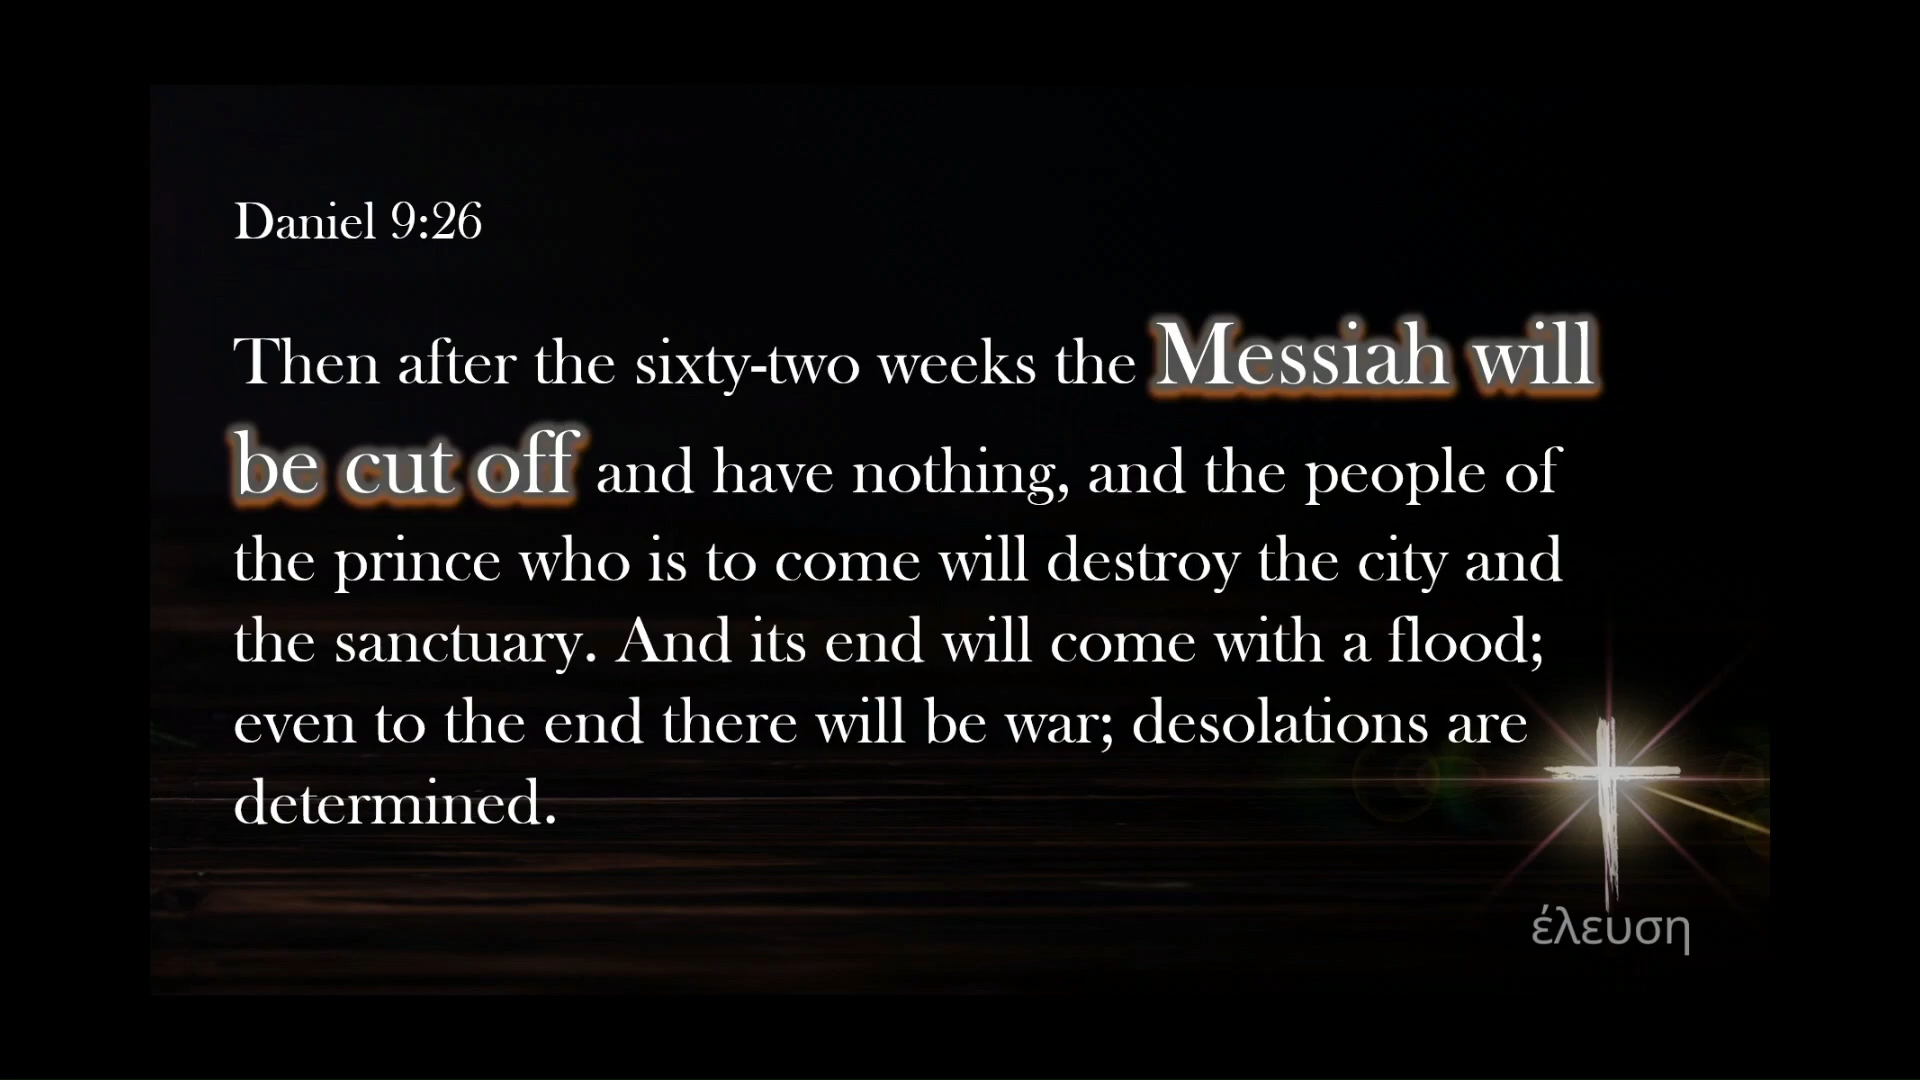 Daniel 9:26
Then after the sixty-two weeks the Messiah will
be cut off and have nothing, and the people of
the prince who is to come will destroy the city and
the sanctuary. And its end will come with a flood;
even to the end there will be war; desolations are
determined.
έλευση